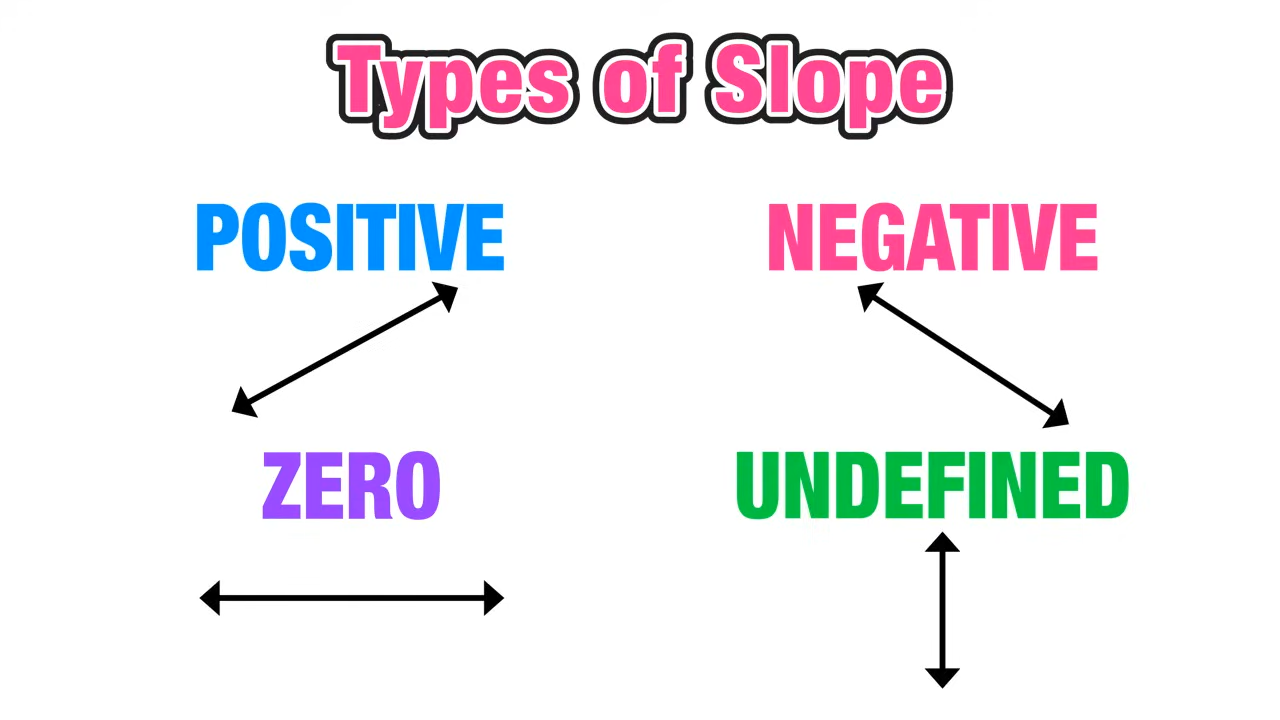 Types of Slope
POSITIVE
NEGATIVE
ZERO
UNDEFINED